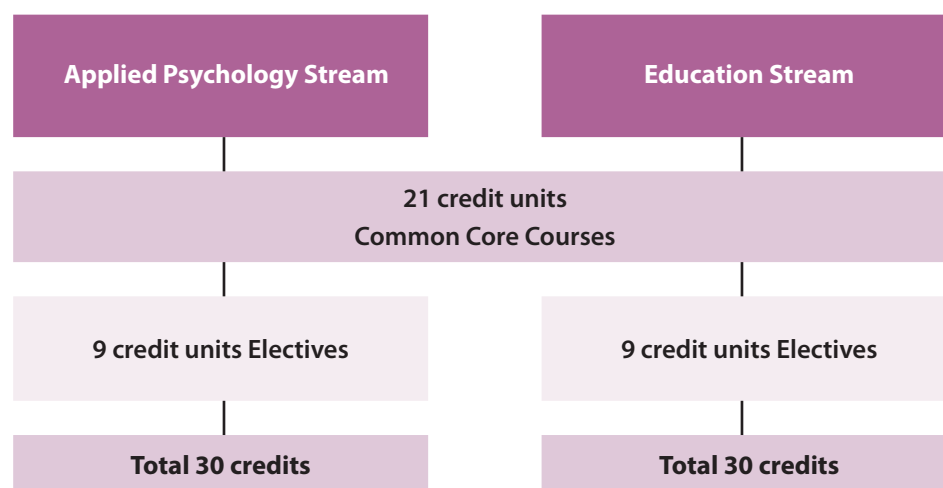 Applied Psychology Stream
Education Stream
21 credit units
Common Core Courses
9 credit units Electives
9 credit units Electives
Total 30 credits
Total 30 credits